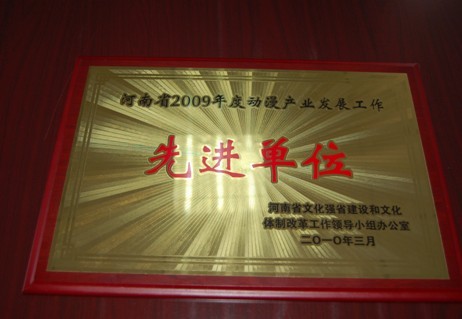 河南省2009年度动漫产业发展工作
先进单位
河南省文化强省建设和文化
体制改革工作领导小组办公室
二〇一〇年三月